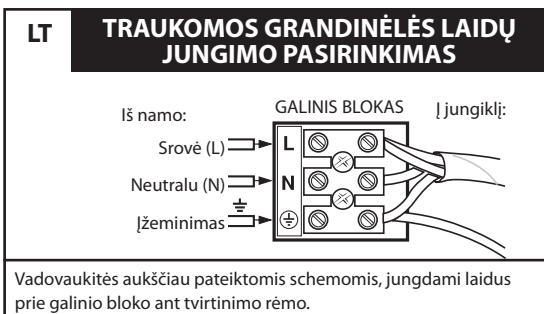 LT
TRAUKOMOS GRANDINĖLĖS LAIDŲ
JUNGIMO PASIRINKIMAS
Iš namo:
GALINIS BLOKAS
Į jungiklį:
Srovė (L)
L
Neutralu (N)
N
Įžeminimas
Vadovaukitės aukščiau pateiktomis schemomis, jungdami laidus
prie galinio bloko ant tvirtinimo rėmo.